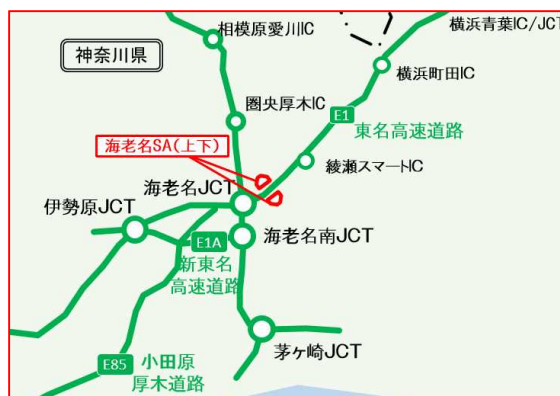 相模原愛川IC
横浜青葉IC/JCT
神奈川県
横浜町田IC
圏央厚木IC
E1
東名高速道路
海老名SA(上下)
綾瀬スマートIC
海老名JCT
伊勢原JCT
海老名南JCT
E1A
新東名
高速道路
茅ヶ崎JCT
E85
小田原
厚木道路